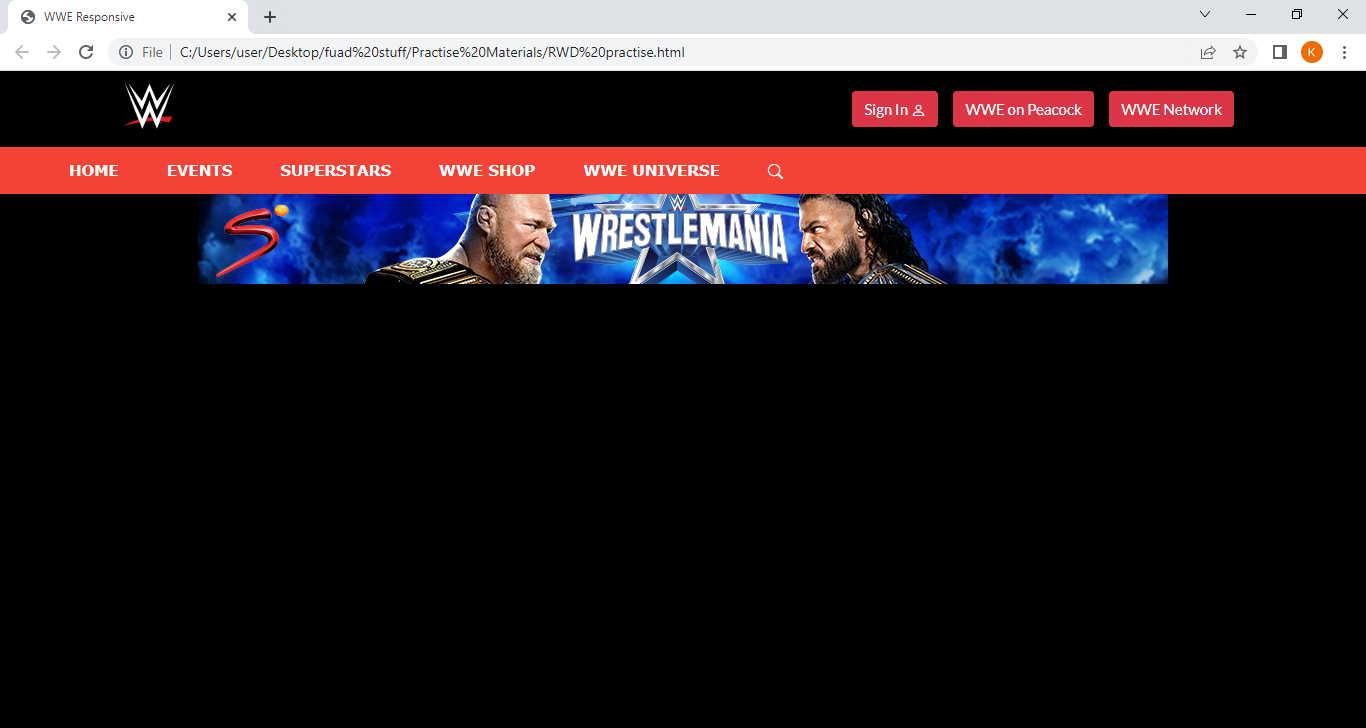 WWE Responsive
File C:/Users/user/Desktop/fuad%20stuff/Practise%20Materials/RWD%20practise.html K
W
Sign In WWE on Peacock WWE Network
HOME EVENTS SUPERSTARS WWE SHOP WWE UNIVERSE
S
W
WRESTLEMANIA